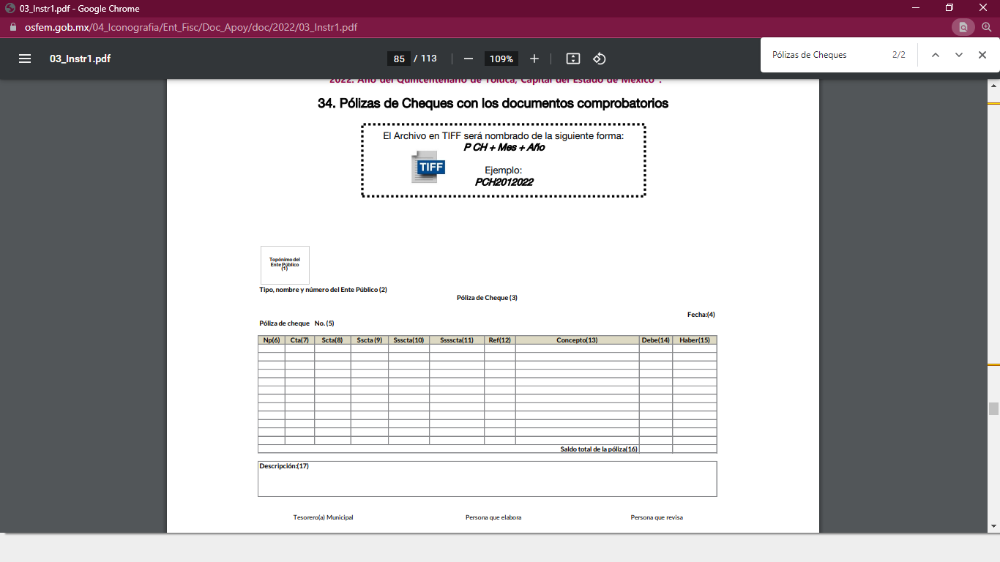 03_Instr1.pdf - Google Chrome
osfem.gob.mx/04_Iconografia/Ent_Fisc/Doc_Apoy/doc/2022/03_Instr1.pdf
03_Instr1.pdf
85 / 113
109%
Pólizas de Cheques 2/2
2022. Año del Quincentenario de Toluca, Capital del Estado de México".
34. Pólizas de Cheques con los documentos comprobatorios
El Archivo en TIFF será nombrado de la siguiente forma:
P CH + Mes + Año
TIFF
Ejemplo:
PCH2012022
Topónimo del
Ente Público
(1)
Tipo, nombre y número del Ente Público (2)
Póliza de Cheque (3)
Fecha:(4)
Póliza de cheque No. (5)
Np(6) Cta(7) Scta(8) Sscta (9) Ssscta(10) Sssscta(11) Ref(12) Concepto(13) Debe(14) Haber(15)
Saldo total de la póliza(16)
Descripción:(17)
Tesorero(a) Municipal Persona que elabora Persona que revisa